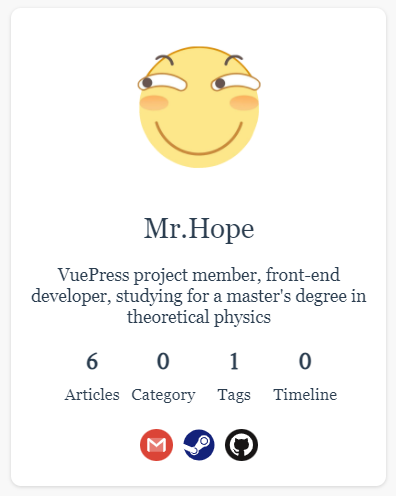 Mr.Hope
VuePress project member, front-end
developer, studying for a master's degree in
theoretical physics
6 0 1 0
Articles Category Tags Timeline